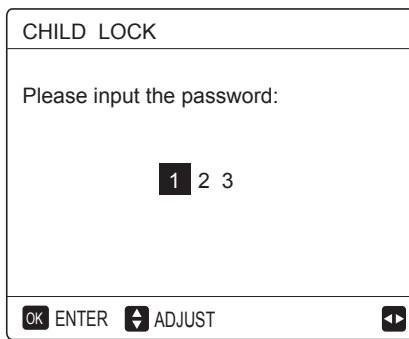 CHILD LOCK
Please input the password:
1 2 3
OK ENTER ADJUST